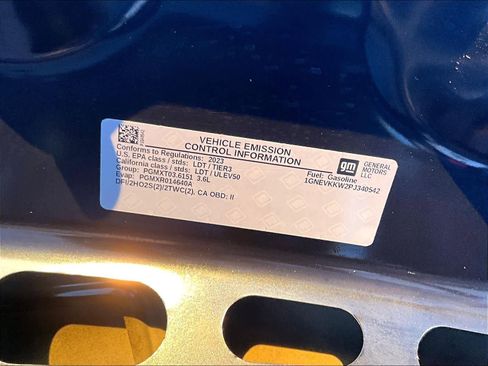 VEHICLE EMISSION
CONTROL INFORMATION
Conforms to Regulations: 2023
U.S. EPA class / stds: LDT / TIER3
California class / stds: LDT / ULEV50
Group: PGMXT03.6151 3.6L
Evap: PGMXR014640A
DFI/2HO2S(2)/2TWC(2), CA OBD: II
Fuel: Gasoline
1GNEVKKW2PJ340542
gm
GENERAL
MOTORS
LLC